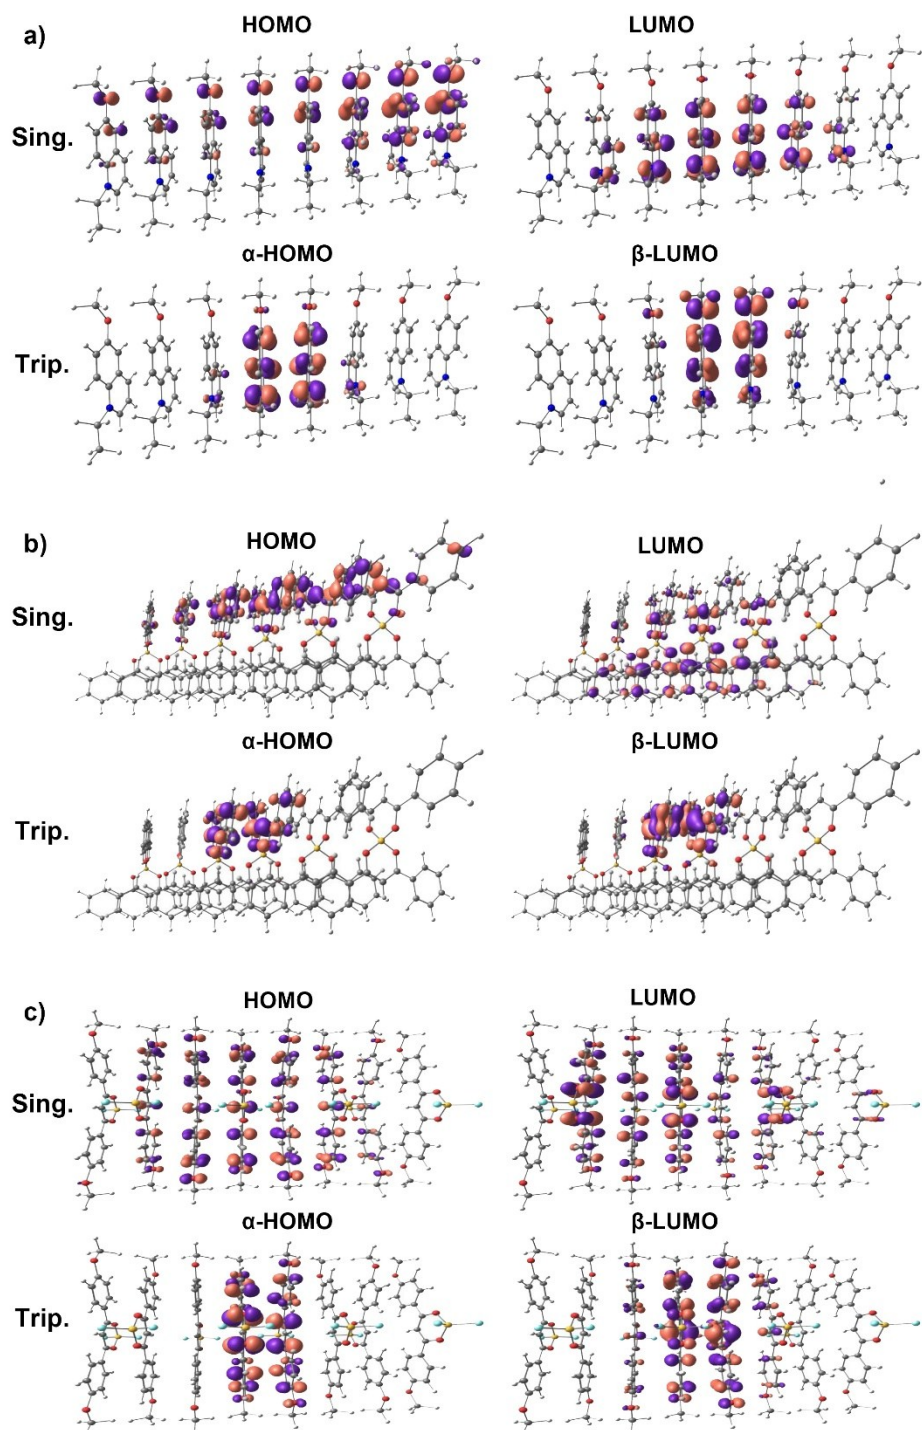 a)
HOMO
LUMO
Sing.
α-HOMO
β-LUMO
Trip.
b)
HOMO
LUMO
Sing.
α-HOMO
β-LUMO
Trip.
c)
HOMO
LUMO
Sing.
α-HOMO
β-LUMO
Trip.